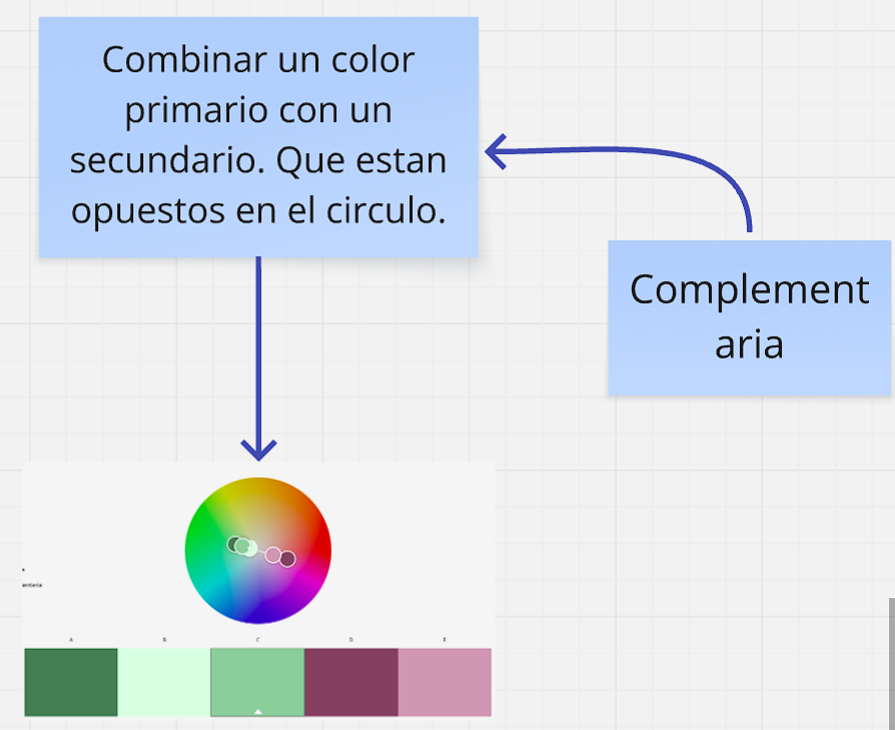 Combinar un color
primario con un
secundario. Que estan
opuestos en el circulo.
Complement
aria
A B C D E